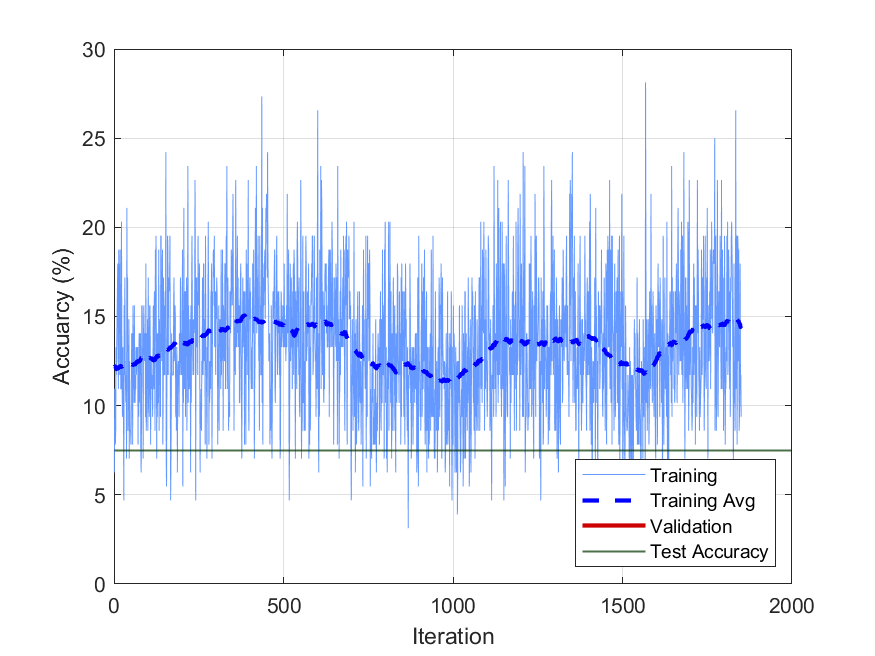 30
25
20
15
10
5
0
Accuarcy (%)
0 500 1000 1500 2000
Iteration
Training
Training Avg
Validation
Test Accuracy